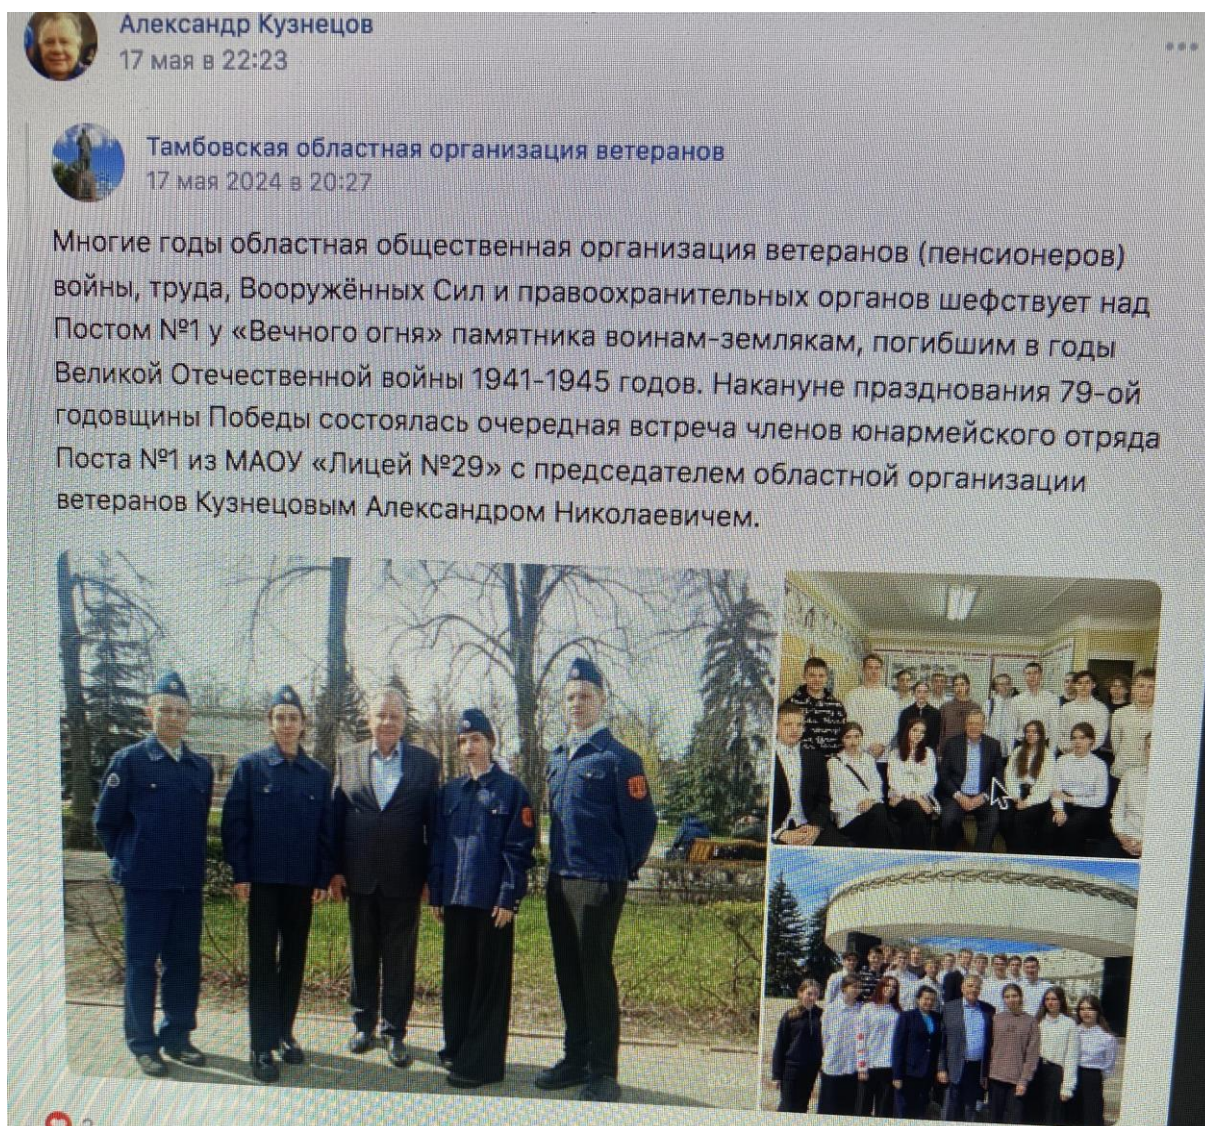 Александр Кузнецов
17 мая в 22:23
Тамбовская областная организация ветеранов
17 мая 2024 в 20:27
Многие годы областная общественная организация ветеранов (пенсионеров)
войны, труда, Вооружённых Сил и правоохранительных органов шефствует над
Постом №1 у «Вечного огня» памятника воинам-землякам, погибшим в годы
Великой Отечественной войны 1941-1945 годов. Накануне празднования 79-ой
годовщины Победы состоялась очередная встреча членов юнармейского отряда
Поста №1 из МАОУ «Лицей №29» с председателем областной организации
ветеранов Кузнецовым Александром Николаевичем.